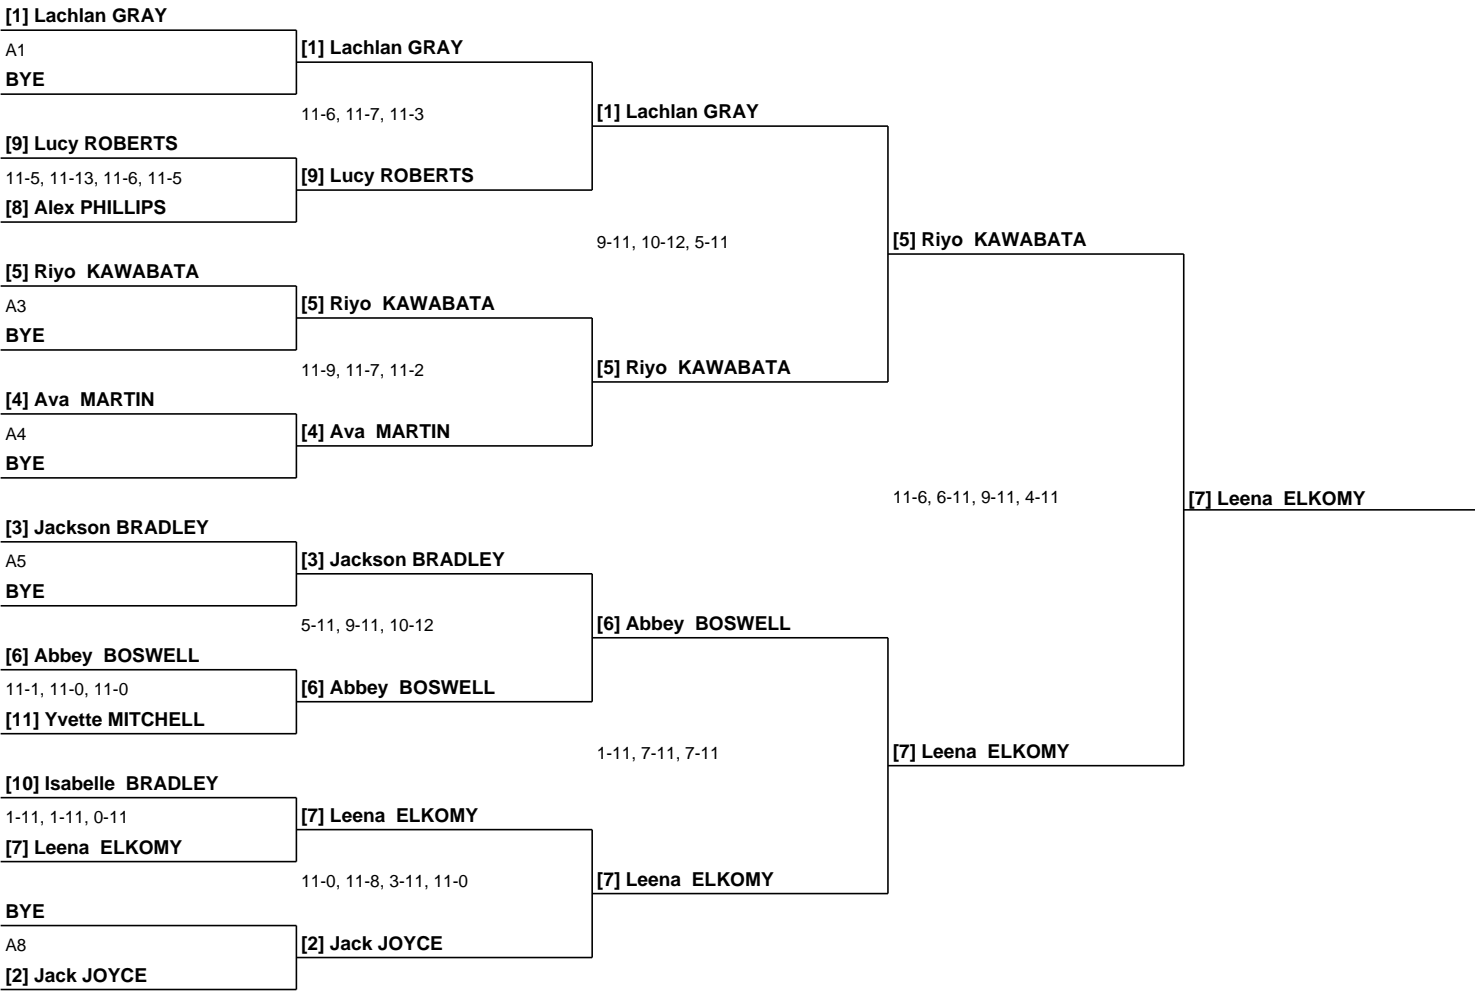 [1] Lachlan GRAY
A1
BYE
[9] Lucy ROBERTS
11-5, 11-13, 11-6, 11-5
[8] Alex PHILLIPS
[5] Riyo  KAWABATA
A3
BYE
[4] Ava  MARTIN
A4
BYE
[3] Jackson BRADLEY
A5
BYE
[6] Abbey  BOSWELL
11-1, 11-0, 11-0
[11] Yvette MITCHELL
[10] Isabelle  BRADLEY
1-11, 1-11, 0-11
[7] Leena  ELKOMY
BYE
A8
[2] Jack JOYCE
[1] Lachlan GRAY
11-6, 11-7, 11-3
[9] Lucy ROBERTS
[5] Riyo  KAWABATA
11-9, 11-7, 11-2
[4] Ava  MARTIN
[3] Jackson BRADLEY
5-11, 9-11, 10-12
[6] Abbey  BOSWELL
[7] Leena  ELKOMY
11-0, 11-8, 3-11, 11-0
[2] Jack JOYCE
[1] Lachlan GRAY
9-11, 10-12, 5-11
[5] Riyo  KAWABATA
[6] Abbey  BOSWELL
1-11, 7-11, 7-11
[7] Leena  ELKOMY
[5] Riyo  KAWABATA
11-6, 6-11, 9-11, 4-11
[7] Leena  ELKOMY
[7] Leena  ELKOMY